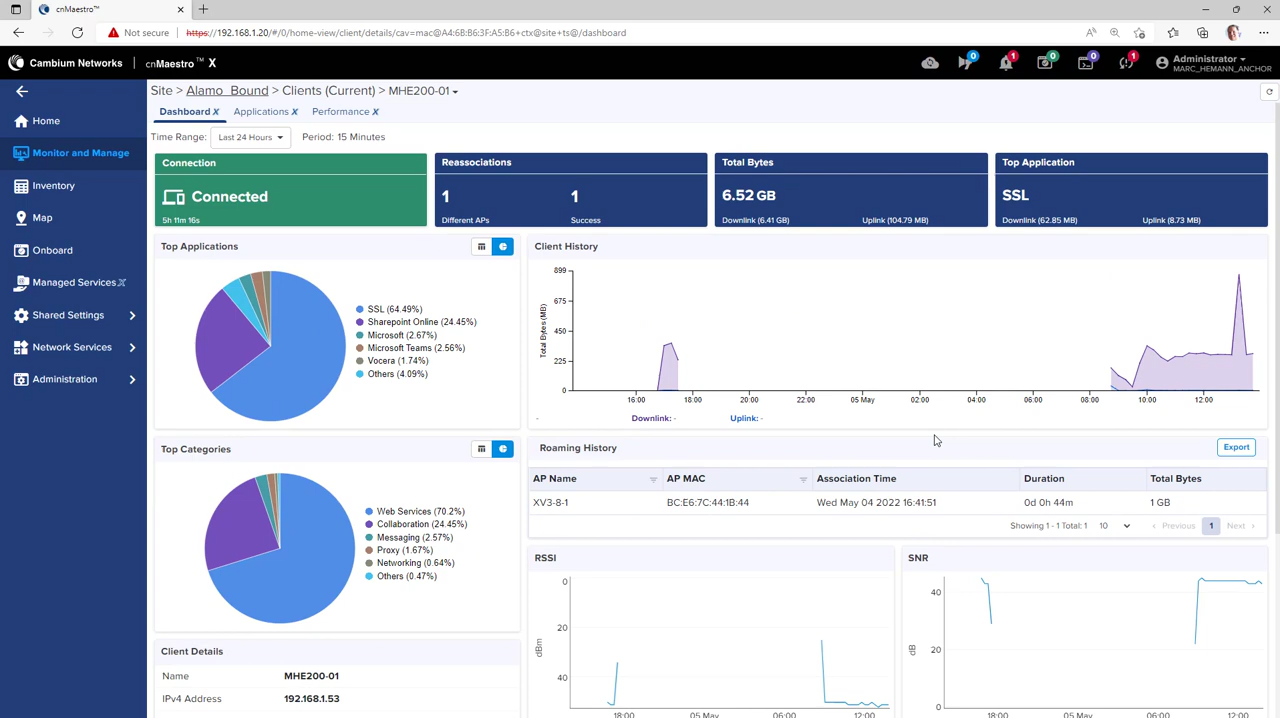 cnMaestro
Not secure
https://192.168.1.20/#/0/home-view/client/details/cav=mac@A4:6B:B6:3F:A5:B6+ctx@site+ts@/dashboard
Cambium Networks
cnMaestro™ X
0
1
0
0
1
Administrator
MARC_HEMANN_ANCHOR
Home
Monitor and Manage
Inventory
Map
Onboard
Managed Services X
Shared Settings
Network Services
Administration
Site > Alamo_Bound > Clients (Current) > MHE200-01
Dashboard X
Applications X
Performance X
Time Range: Last 24 Hours Period: 15 Minutes
Connection
Connected
5h 11m 16s
Reassociations
1 1
Different APs Success
Total Bytes
6.52 GB
Downlink (6.41 GB) Uplink (104.79 MB)
Top Application
SSL
Downlink (62.85 MB) Uplink (8.73 MB)
Top Applications
SSL (64.49%)
Sharepoint Online (24.45%)
Microsoft (2.67%)
Microsoft Teams (2.56%)
Vocera (1.74%)
Others (4.09%)
Client History
Total Bytes (MB)
899
675
450
225
0
16:00 18:00 20:00 22:00 05 May 02:00 04:00 06:00 08:00 10:00 12:00
- Downlink: - Uplink: -
Top Categories
Web Services (70.2%)
Collaboration (24.45%)
Messaging (2.57%)
Proxy (1.67%)
Networking (0.64%)
Others (0.47%)
Roaming History
Export
AP Name AP MAC Association Time Duration Total Bytes
XV3-8-1 BC:E6:7C:44:1B:44 Wed May 04 2022 16:41:51 0d 0h 44m 1 GB
Showing 1 - 1 Total: 1 10 < Previous 1 Next >
RSSI
dBm
0
20
40
18:00 05 May 06:00 12:00
SNR
dB
40
20
18:00 05 May 06:00 12:00
Client Details
Name MHE200-01
IPv4 Address 192.168.1.53